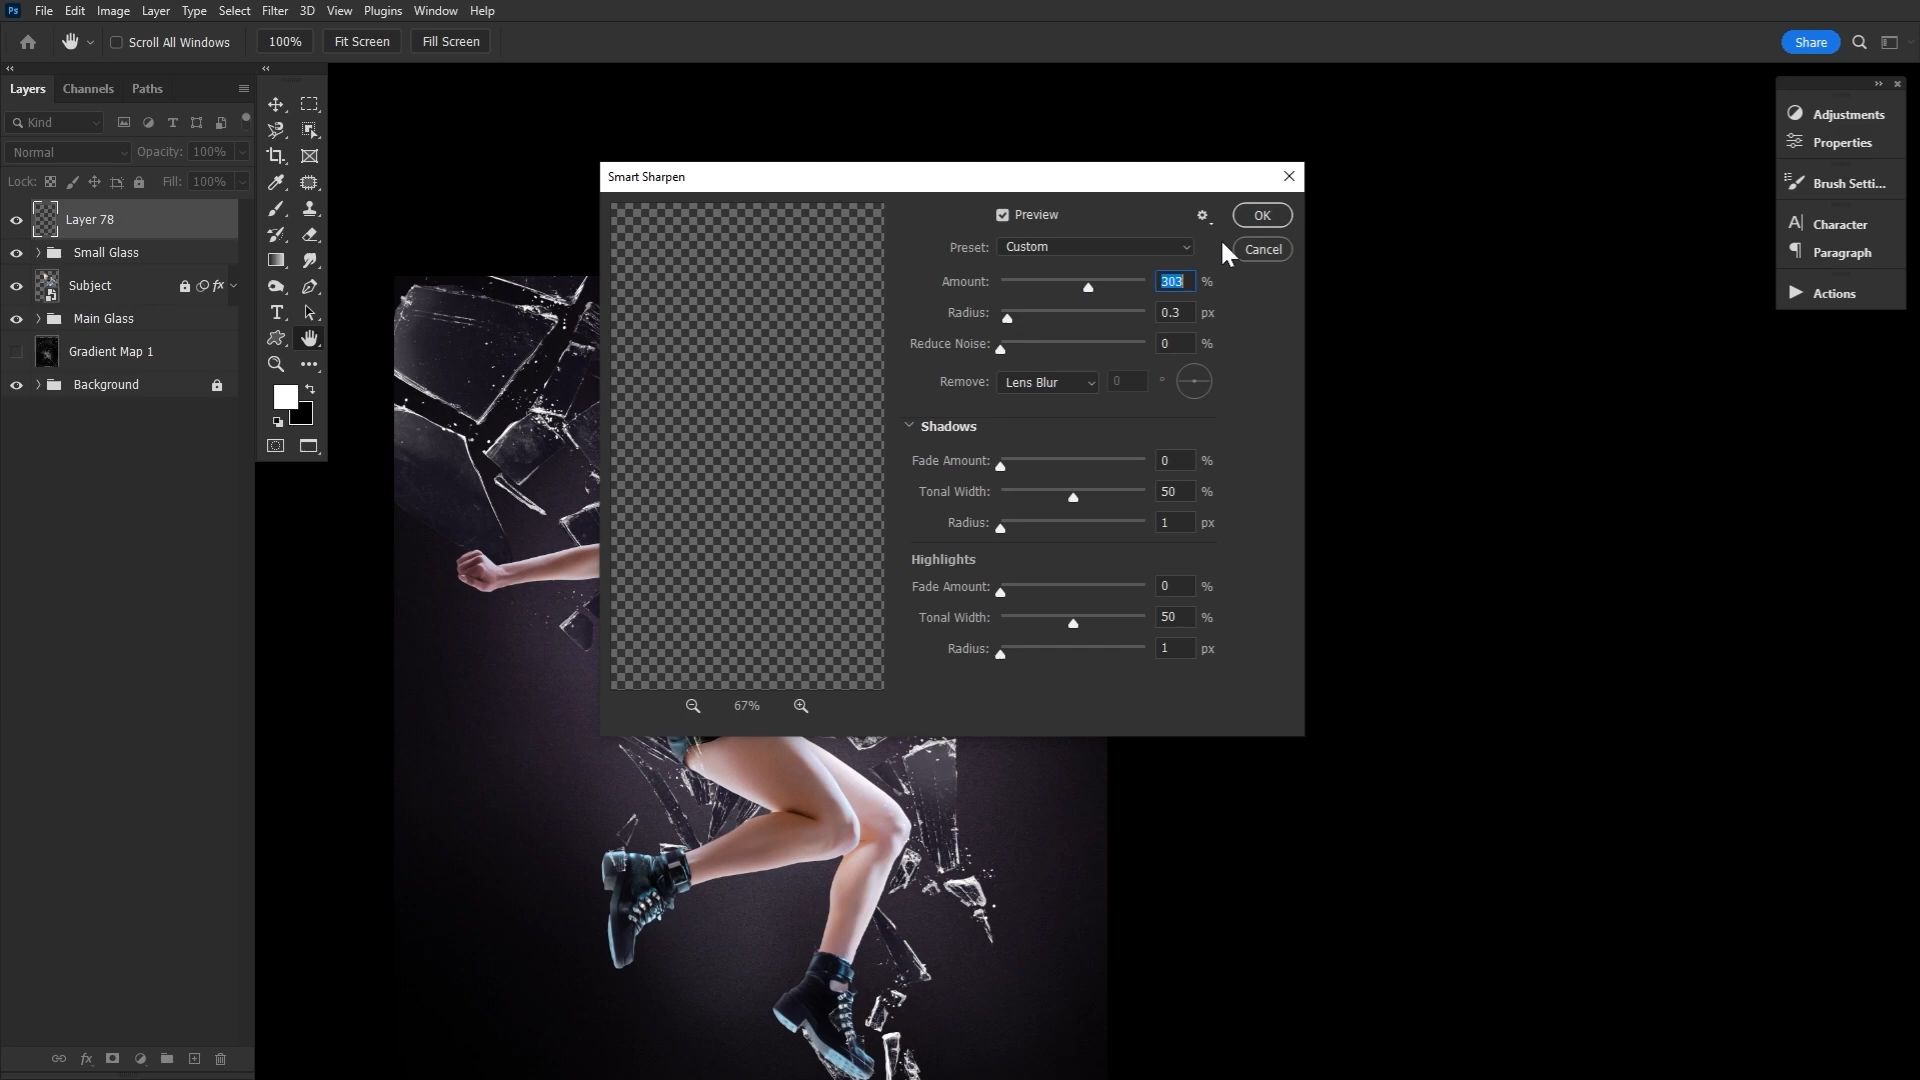 Ps File Edit Image Layer Type Select Filter 3D View Plugins Window Help
Scroll All Windows 100% Fit Screen Fill Screen Share
Layers Channels Paths
Kind
Normal Opacity: 100%
Lock: Fill: 100%
Layer 78
Small Glass
Subject fx
Main Glass
Gradient Map 1
Background
fx
Smart Sharpen
Preview OK
Preset: Custom Cancel
Amount: 303 %
Radius: 0.3 px
Reduce Noise: 0 %
Remove: Lens Blur 0 °
Shadows
Fade Amount: 0 %
Tonal Width: 50 %
Radius: 1 px
Highlights
Fade Amount: 0 %
Tonal Width: 50 %
Radius: 1 px
67%
Adjustments
Properties
Brush Setti...
Character
Paragraph
Actions